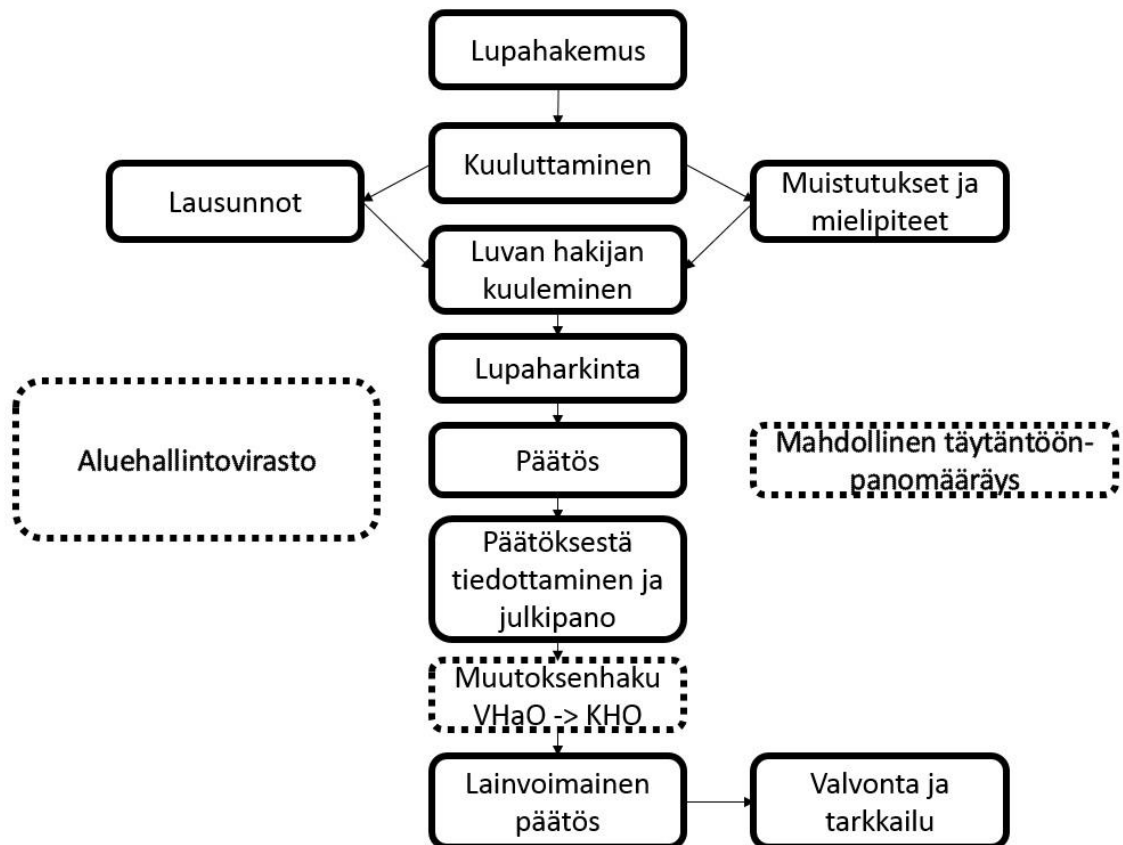 Lupahakemus
Kuuluttaminen
Lausunnot
Muistutukset ja
mielipiteet
Luvan hakijan
kuuleminen
Lupaharkinta
Aluehallintovirasto
Päätös
Mahdollinen täytäntöön-
panomääräys
Päätöksestä
tiedottaminen ja
julkipano
Muutoksenhaku
VHaO -> KHO
Lainvoimainen
päätös
Valvonta ja
tarkkailu